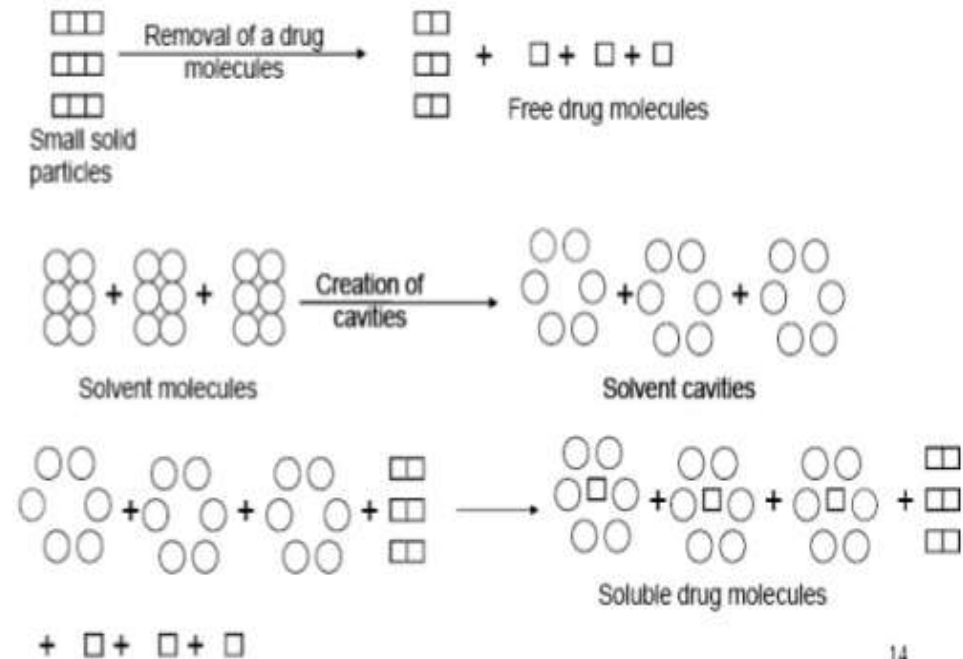 Removal of a drug
molecules
+ + +
Free drug molecules
Small solid
particles
+ +
Creation of
cavities
+ +
Solvent molecules
Solvent cavities
+ + +
+ + +
Soluble drug molecules
+ + +
14